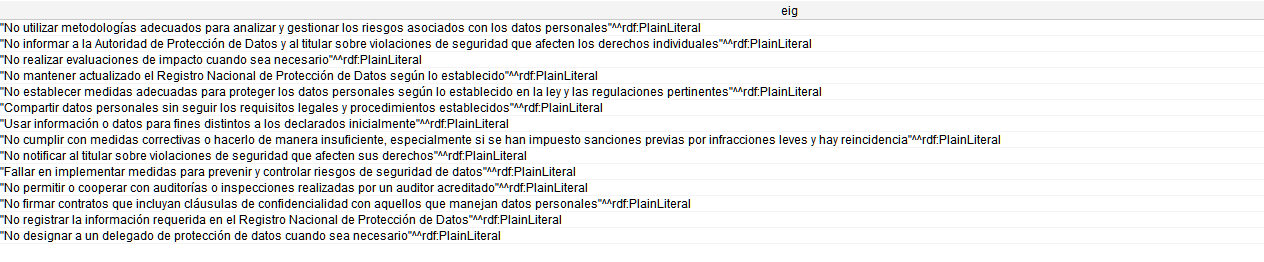 eig
"No utilizar metodologías adecuados para analizar y gestionar los riesgos asociados con los datos personales"^^rdf:PlainLiteral
"No informar a la Autoridad de Protección de Datos y al titular sobre violaciones de seguridad que afecten los derechos individuales"^^rdf:PlainLiteral
"No realizar evaluaciones de impacto cuando sea necesario"^^rdf:PlainLiteral
"No mantener actualizado el Registro Nacional de Protección de Datos según lo establecido"^^rdf:PlainLiteral
"No establecer medidas adecuadas para proteger los datos personales según lo establecido en la ley y las regulaciones pertinentes"^^rdf:PlainLiteral
"Compartir datos personales sin seguir los requisitos legales y procedimientos establecidos"^^rdf:PlainLiteral
"Usar información o datos para fines distintos a los declarados inicialmente"^^rdf:PlainLiteral
"No cumplir con medidas correctivas o hacerlo de manera insuficiente, especialmente si se han impuesto sanciones previas por infracciones leves y hay reincidencia"^^rdf:PlainLiteral
"No notificar al titular sobre violaciones de seguridad que afecten sus derechos"^^rdf:PlainLiteral
"Fallar en implementar medidas para prevenir y controlar riesgos de seguridad de datos"^^rdf:PlainLiteral
"No permitir o cooperar con auditorías o inspecciones realizadas por un auditor acreditado"^^rdf:PlainLiteral
"No firmar contratos que incluyan cláusulas de confidencialidad con aquellos que manejan datos personales"^^rdf:PlainLiteral
"No registrar la información requerida en el Registro Nacional de Protección de Datos"^^rdf:PlainLiteral
"No designar a un delegado de protección de datos cuando sea necesario"^^rdf:PlainLiteral